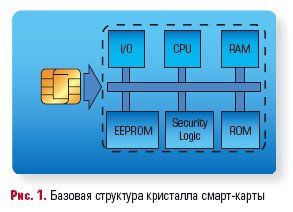 I/O
CPU
RAM
EEPROM
Security
Logic
ROM
Рис. 1. Базовая структура кристалла смарт-карты